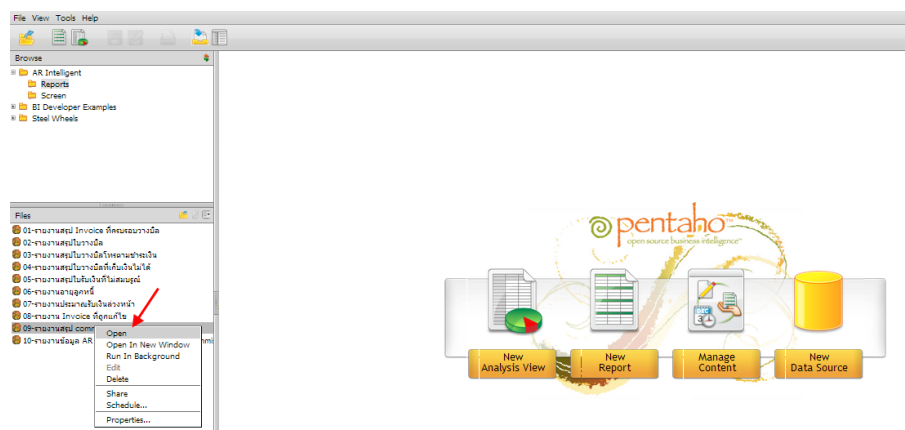 File View Tools Help
Browse
AR Intelligent
Reports
Screen
BI Developer Examples
Steel Wheels
Files
01-รายงานสรุป Invoice ที่ครบรอบวางบิล
02-รายงานสรุปใบวางบิล
03-รายงานสรุปใบวางบิลโทรตามชำระเงิน
04-รายงานสรุปใบวางบิลที่เก็บเงินไม่ได้
05-รายงานสรุปใบรับเงินที่ไม่สมบูรณ์
06-รายงานอายุลูกหนี้
07-รายงานประมาณรับเงินล่วงหน้า
08-รายงาน Invoice ที่ถูกแก้ไข
09-รายงานสรุป comm
10-รายงานข้อมูล AR
Open
Open In New Window
Run In Background
Edit
Delete
Share
Schedule...
Properties...
pentaho
open source business intelligence
DEC
3
New Analysis View
New Report
Manage Content
New Data Source